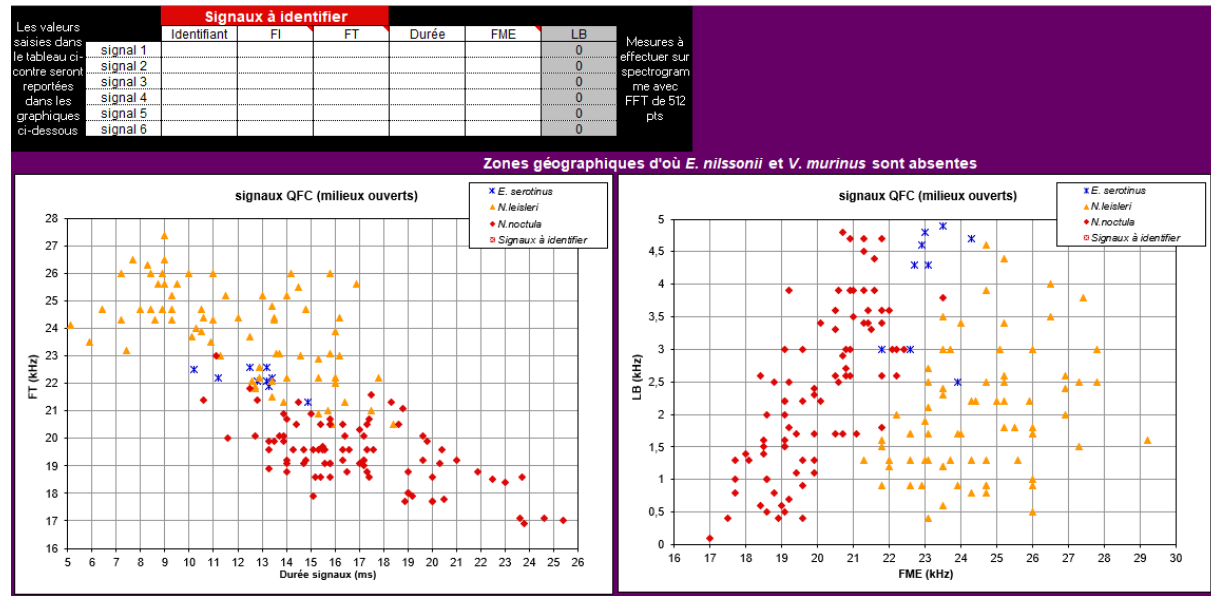 Signaux à identifier
Identifiant FI FT Durée FME LB
Les valeurs
saisies dans
le tableau ci-
contre seront
reportées
dans les
graphiques
ci-dessous
signal 1 0
signal 2 0
signal 3 0
signal 4 0
signal 5 0
signal 6 0
Mesures à
effectuer sur
spectrogram
me avec
FFT de 512
pts
Zones géographiques d'où E. nilssonii et V. murinus sont absentes
signaux QFC (milieux ouverts)
E. serotinus
N.leisleri
N.noctula
Signaux à identifier
FT (kHz)
28
27
26
25
24
23
22
21
20
19
18
17
16
5 6 7 8 9 10 11 12 13 14 15 16 17 18 19 20 21 22 23 24 25 26
Durée signaux (ms)
signaux QFC (milieux ouverts)
E. serotinus
N.leisleri
N.noctula
Signaux à identifier
LB (kHz)
5
4,5
4
3,5
3
2,5
2
1,5
1
0,5
0
16 17 18 19 20 21 22 23 24 25 26 27 28 29 30
FME (kHz)